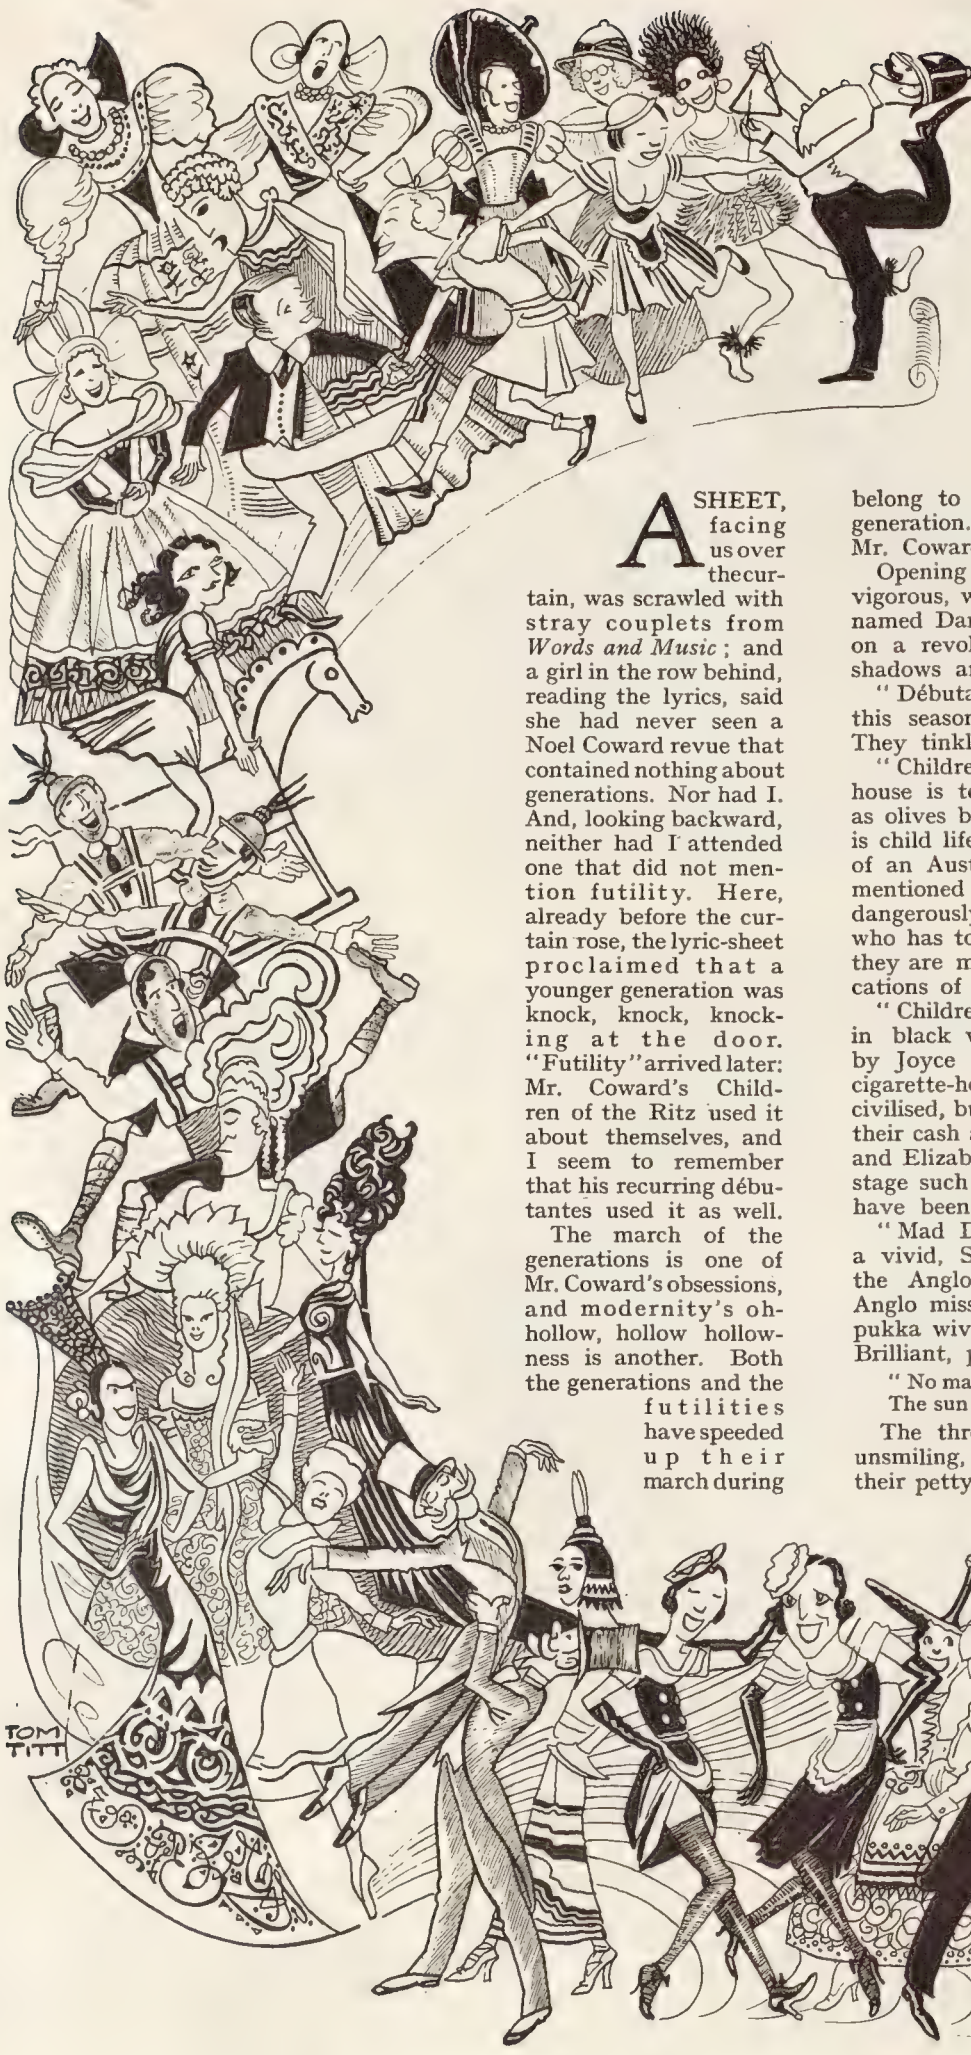 A SHEET,
facing
us over
the cur-
tain, was scrawled with
stray couplets from
Words and Music ; and
a girl in the row behind,
reading the lyrics, said
she had never seen a
Noel Coward revue that
contained nothing about
generations. Nor had I.
And, looking backward,
neither had I attended
one that did not men-
tion futility. Here,
already before the cur-
tain rose, the lyric-sheet
proclaimed that a
younger generation was
knock, knock, knock-
ing at the door.
“Futility” arrived later:
Mr. Coward's Child-
ren of the Ritz used it
about themselves, and
I seem to remember
that his recurring débu-
tantes used it as well.
The march of the
generations is one of
Mr. Coward's obsessions,
and modernity's oh-
hollow, hollow hollow-
ness is another. Both
the generations and the
futilities
have speeded
up their
march during
belong to
generation.
Mr. Cowar
Opening
vigorous, w
named Dan
on a revol
shadows a
“ Débuta
this season
They tinkl
“ Childre
house is t
as olives b
is child life
of an Aust
mentioned
dangerously
who has to
they are m
cations of
“ Childre
in black v
by Joyce
cigarette-h
civilised, b
their cash
and Elizab
stage such
have been
“ Mad D
a vivid, S
the Anglo
Anglo miss
pukka wiv
Brilliant, p
“ No ma
The sun
The thr
unsmiling,
their petty
TOM
TITT